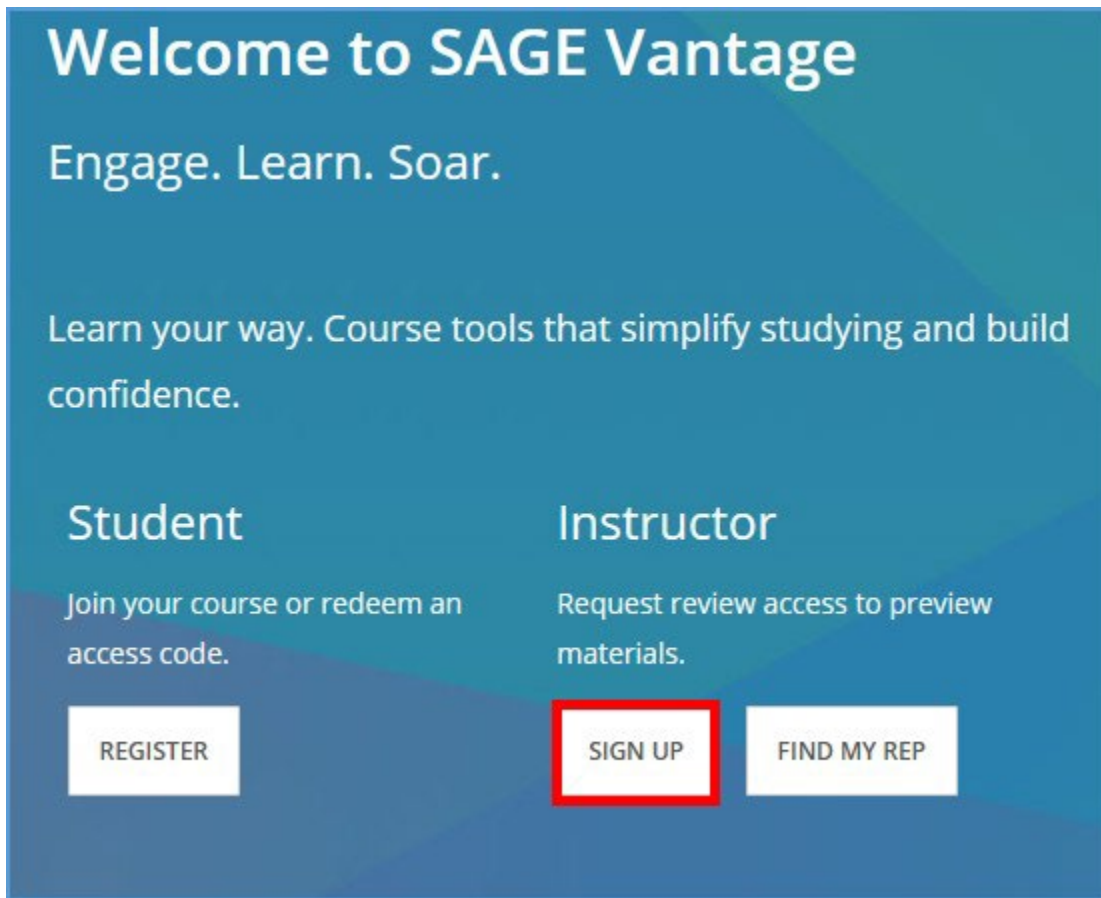 Welcome to SAGE Vantage
Engage. Learn. Soar.
Learn your way. Course tools that simplify studying and build
confidence.
Student
Join your course or redeem an
access code.
REGISTER
Instructor
Request review access to preview
materials.
SIGN UP
FIND MY REP